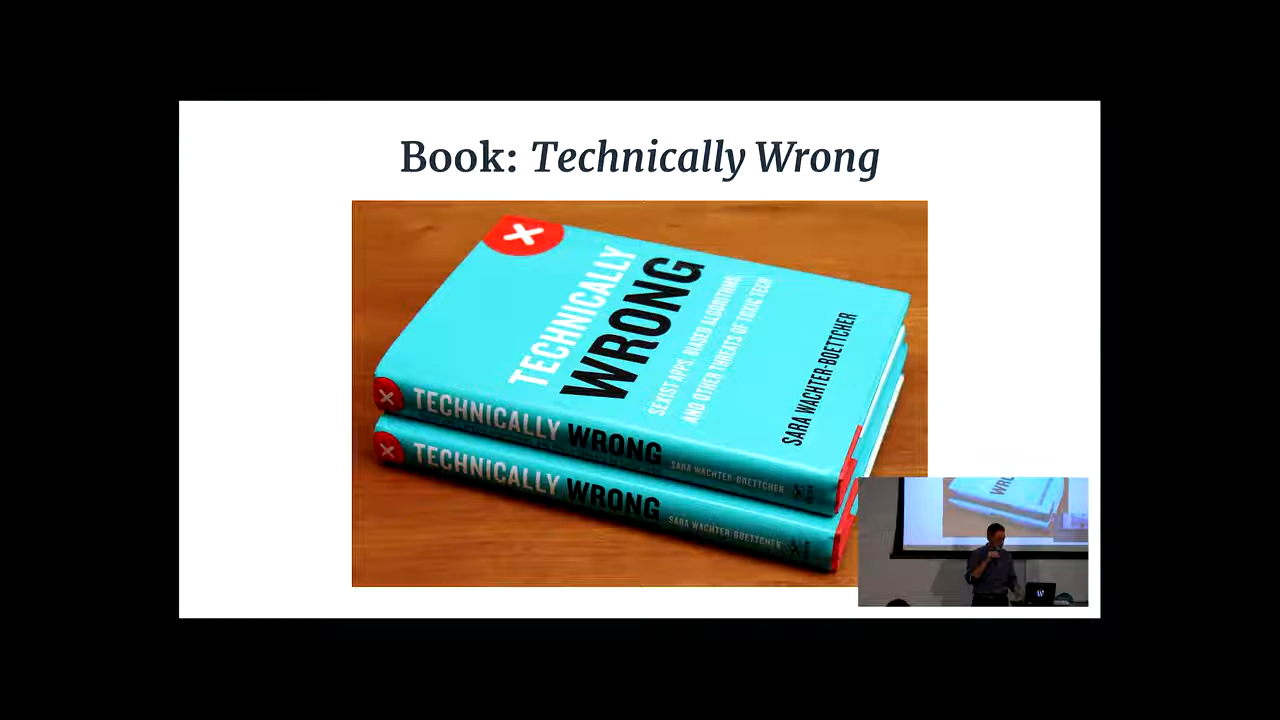 Book: Technically Wrong
TECHNICALLY
WRONG
SEXIST APPS, BIASED ALGORITHMS,
AND OTHER THREATS OF TOXIC TECH
SARA WACHTER-BOETTCHER
TECHNICALLY WRONG SARA WACHTER-BOETTCHER
TECHNICALLY WRONG SARA WACHTER-BOETTCHER
WRO